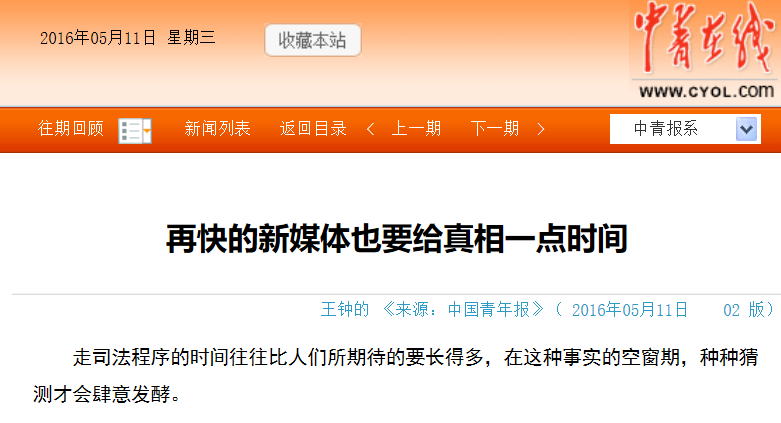 2016年05月11日 星期三
收藏本站
中青在线
www.cyol.com
往期回顾 新闻列表 返回目录 < 上一期 下一期 >
中青报系
再快的新媒体也要给真相一点时间
王钟的 《来源：中国青年报》（ 2016年05月11日 02 版）
走司法程序的时间往往比人们所期待的要长得多，在这种事实的空窗期，种种猜
测才会肆意发酵。